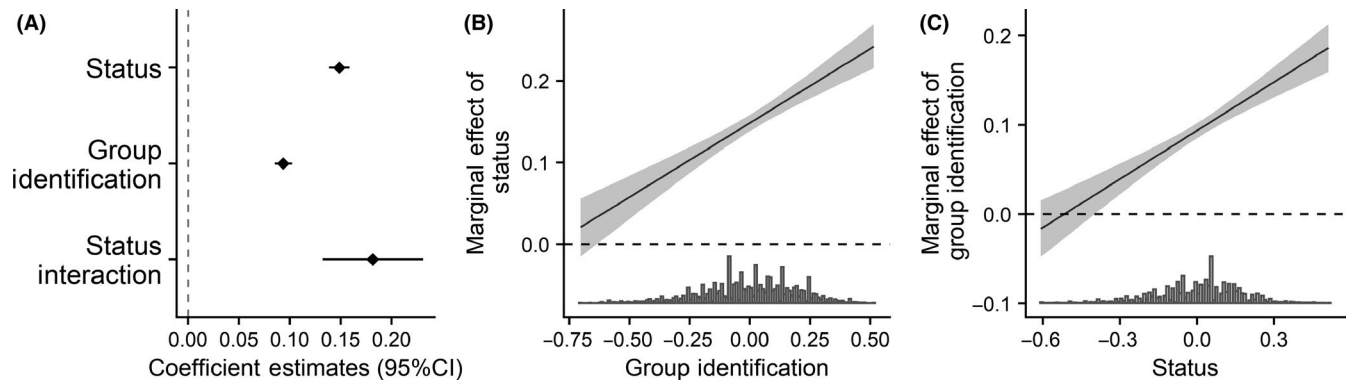 (A)
Status
Group
identification
Status
interaction
0.00 0.05 0.10 0.15 0.20
Coefficient estimates (95%CI)
(B)
Marginal effect of
status
0.2
0.1
0.0
−0.75 −0.50 −0.25 0.00 0.25 0.50
Group identification
(C)
Marginal effect of
group identification
0.2
0.1
0.0
−0.1
−0.6 −0.3 0.0 0.3
Status